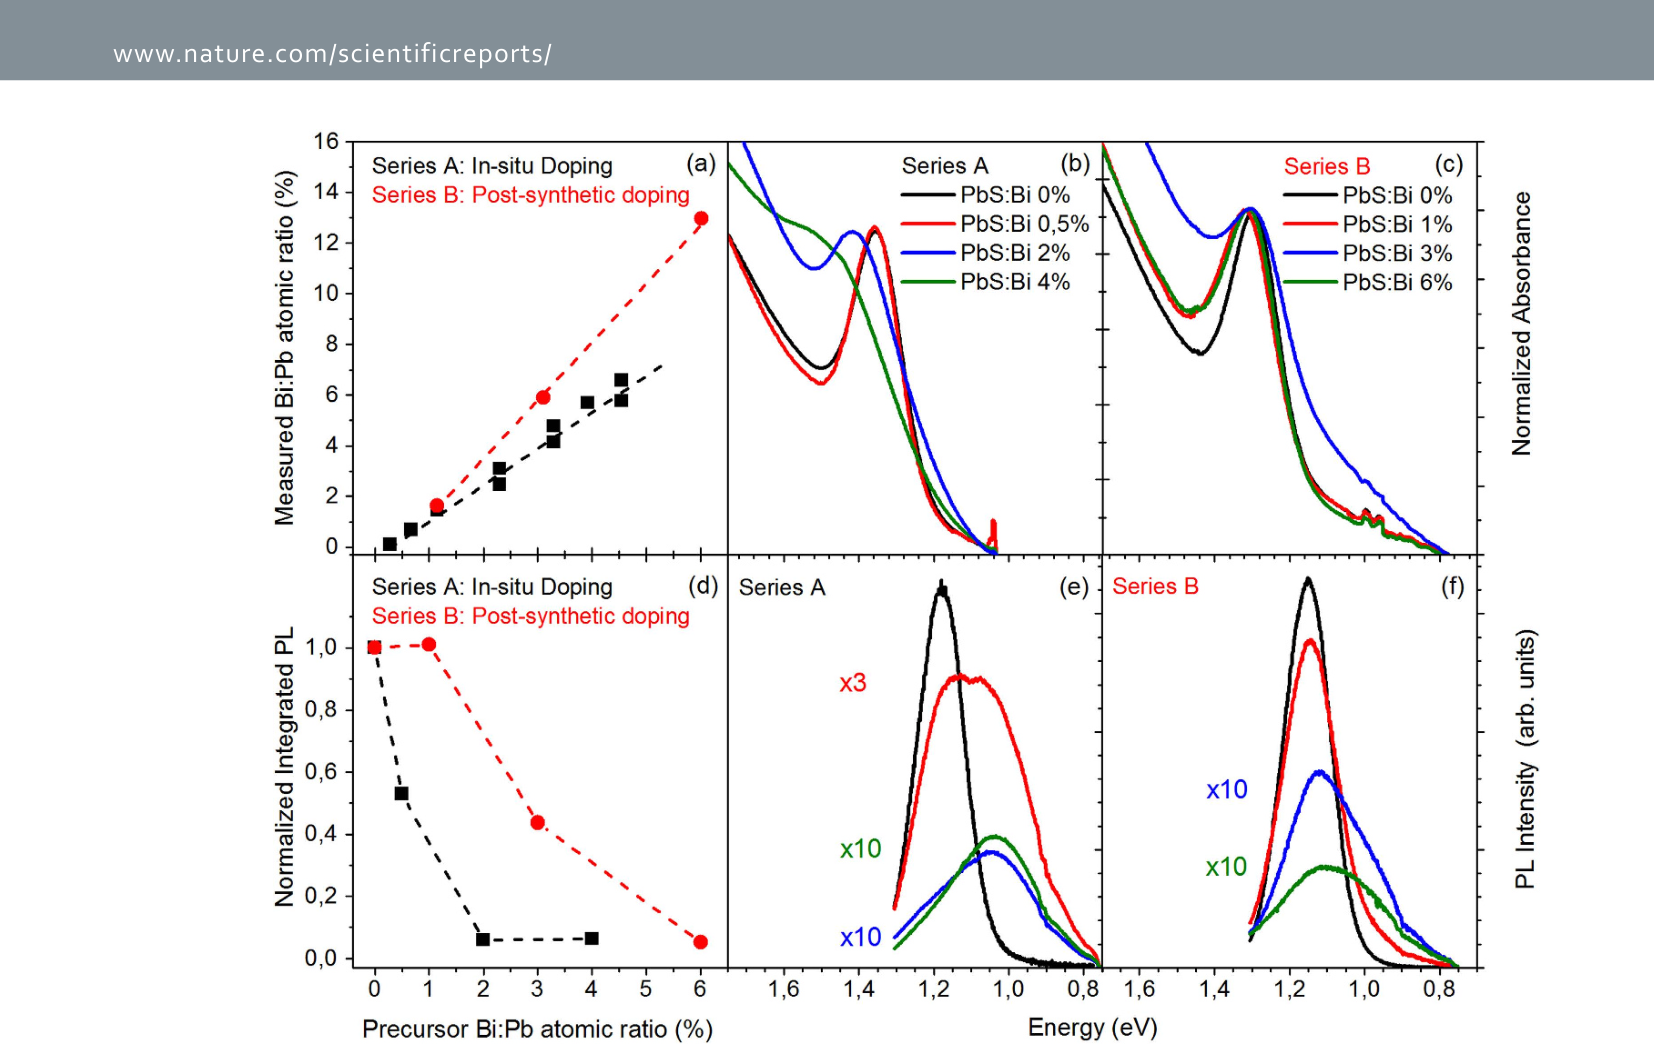 www.nature.com/scientificreports/
Measured Bi:Pb atomic ratio (%)
16
14
12
10
8
6
4
2
0
Series A: In-situ Doping
Series B: Post-synthetic doping
(a)
Series A
(b)
PbS:Bi 0%
PbS:Bi 0,5%
PbS:Bi 2%
PbS:Bi 4%
Series B
(c)
PbS:Bi 0%
PbS:Bi 1%
PbS:Bi 3%
PbS:Bi 6%
Normalized Absorbance
Normalized Integrated PL
1,0
0,8
0,6
0,4
0,2
0,0
Series A: In-situ Doping
Series B: Post-synthetic doping
(d)
Series A
(e)
x3
x10
x10
Series B
(f)
x10
x10
PL Intensity (arb. units)
0 1 2 3 4 5 6
1,6 1,4 1,2 1,0 0,8
1,6 1,4 1,2 1,0 0,8
Precursor Bi:Pb atomic ratio (%)
Energy (eV)